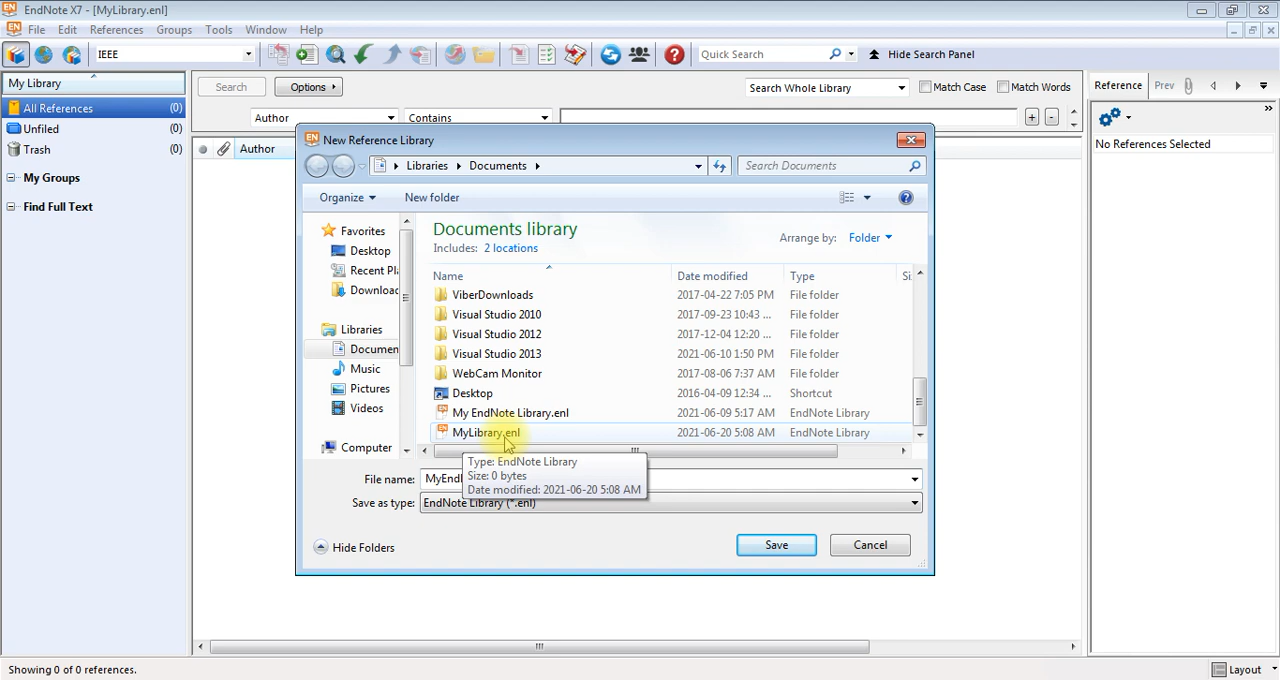 EndNote X7 - [MyLibrary.enl]
File Edit References Groups Tools Window Help
IEEE Quick Search Hide Search Panel
My Library
All References (0)
Unfiled (0)
Trash (0)
My Groups
Find Full Text
Search Options Search Whole Library Match Case Match Words
Author Contains
Author
Reference Prev
No References Selected
New Reference Library
Libraries Documents Search Documents
Organize New folder
Favorites
Desktop
Recent Pl
Downloac
Libraries
Documen
Music
Pictures
Videos
Computer
Documents library
Includes: 2 locations
Arrange by: Folder
Name Date modified Type Si
ViberDownloads 2017-04-22 7:05 PM File folder
Visual Studio 2010 2017-09-23 10:43 ... File folder
Visual Studio 2012 2017-12-04 12:20 ... File folder
Visual Studio 2013 2021-06-10 1:50 PM File folder
WebCam Monitor 2017-08-06 7:37 AM File folder
Desktop 2016-04-09 12:34 ... Shortcut
My EndNote Library.enl 2021-06-09 5:17 AM EndNote Library
MyLibrary.enl 2021-06-20 5:08 AM EndNote Library
Type: EndNote Library
Size: 0 bytes
Date modified: 2021-06-20 5:08 AM
File name: MyEnd
Save as type: EndNote Library (*.enl)
Hide Folders Save Cancel
Showing 0 of 0 references. Layout